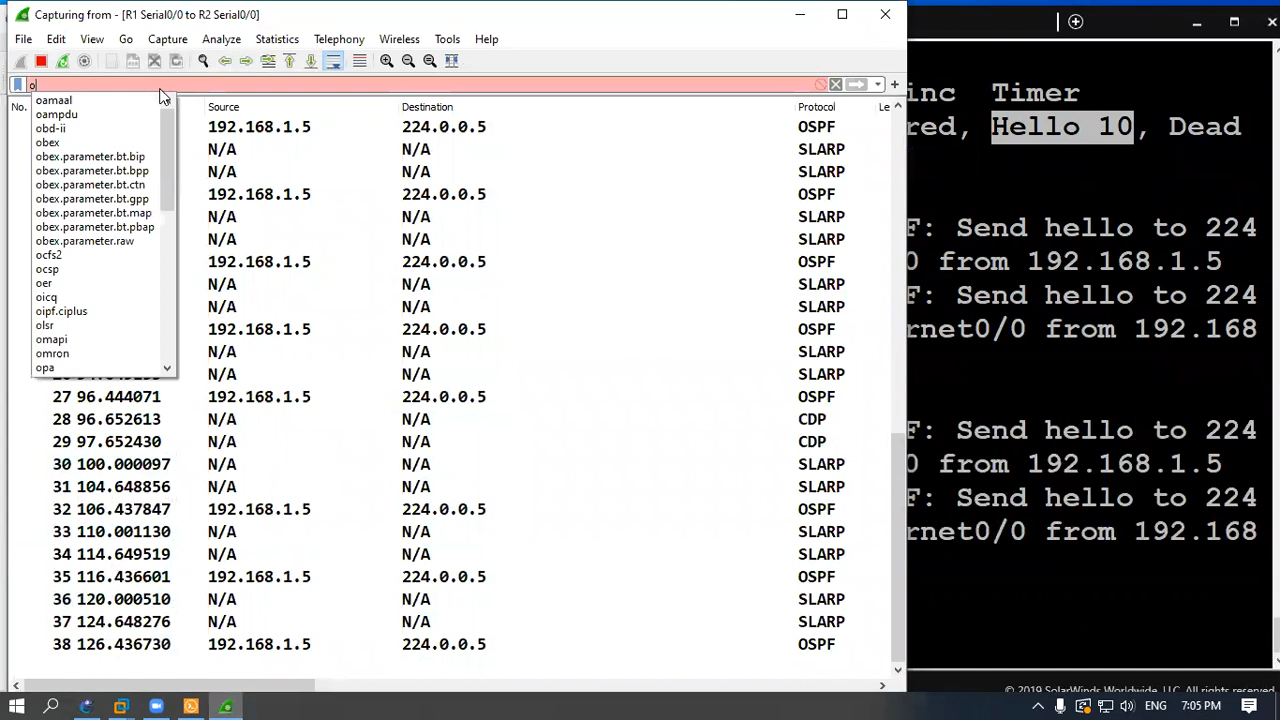 Capturing from - [R1 Serial0/0 to R2 Serial0/0]
File Edit View Go Capture Analyze Statistics Telephony Wireless Tools Help
o
No. Source Destination Protocol Le
oamaal
oampdu
obd-ii
obex
obex.parameter.bt.bip
obex.parameter.bt.bpp
obex.parameter.bt.ctn
obex.parameter.bt.gpp
obex.parameter.bt.map
obex.parameter.bt.pbap
obex.parameter.raw
ocfs2
ocsp
oer
oicq
oipf.ciplus
olsr
omapi
omron
opa
192.168.1.5 224.0.0.5 OSPF
N/A N/A SLARP
N/A N/A SLARP
192.168.1.5 224.0.0.5 OSPF
N/A N/A SLARP
N/A N/A SLARP
192.168.1.5 224.0.0.5 OSPF
N/A N/A SLARP
N/A N/A SLARP
192.168.1.5 224.0.0.5 OSPF
N/A N/A SLARP
N/A N/A SLARP
27 96.444071 192.168.1.5 224.0.0.5 OSPF
28 96.652613 N/A N/A CDP
29 97.652430 N/A N/A CDP
30 100.000097 N/A N/A SLARP
31 104.648856 N/A N/A SLARP
32 106.437847 192.168.1.5 224.0.0.5 OSPF
33 110.001130 N/A N/A SLARP
34 114.649519 N/A N/A SLARP
35 116.436601 192.168.1.5 224.0.0.5 OSPF
36 120.000510 N/A N/A SLARP
37 124.648276 N/A N/A SLARP
38 126.436730 192.168.1.5 224.0.0.5 OSPF
inc Timer
red, Hello 10, Dead
F: Send hello to 224
0 from 192.168.1.5
F: Send hello to 224
rnet0/0 from 192.168
F: Send hello to 224
0 from 192.168.1.5
F: Send hello to 224
rnet0/0 from 192.168
© 2019 SolarWinds Worldwide, LLC. All rights
ENG 7:05 PM